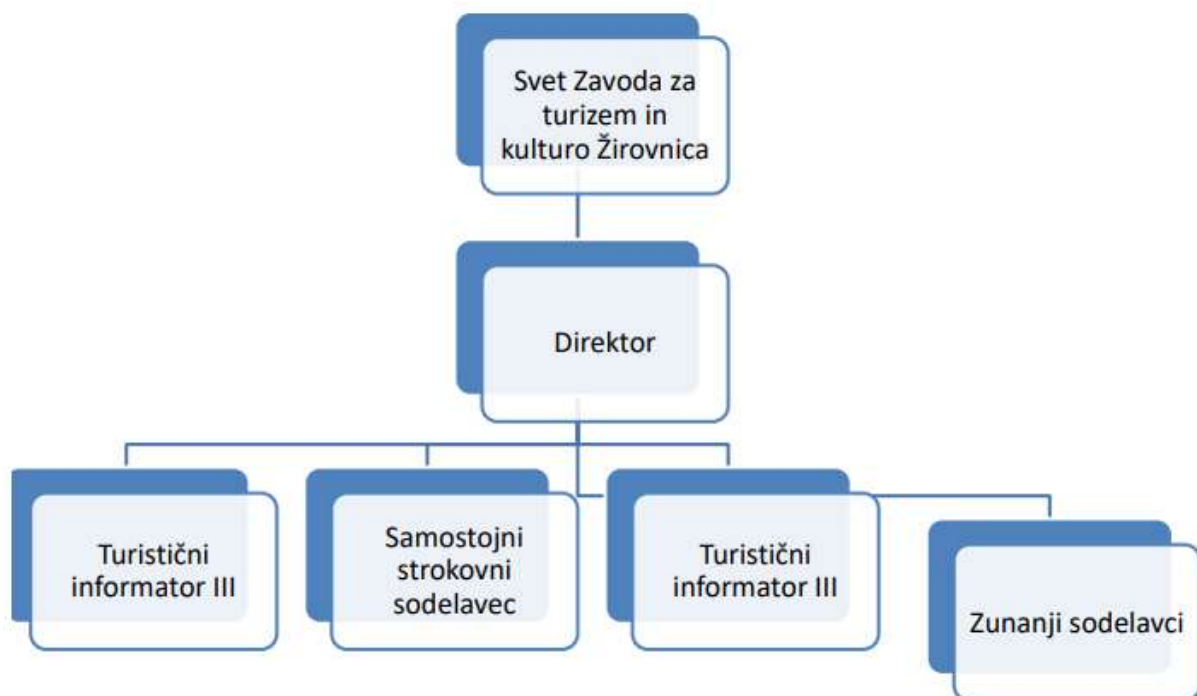 Svet Zavoda za
turizem in
kulturo Žirovnica
Direktor
Turistični
informator III
Samostojni
strokovni
sodelavec
Turistični
informator III
Zunanji sodelavci